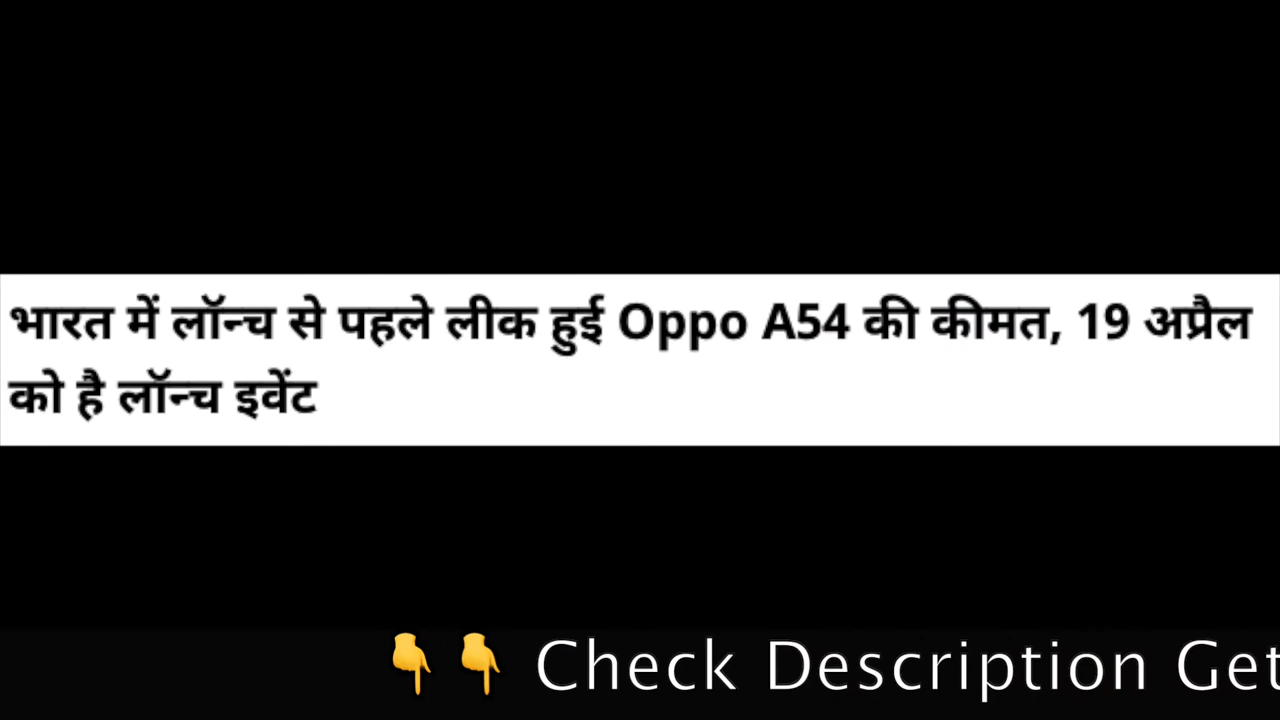 भारत में लॉन्च से पहले लीक हुई Oppo A54 की कीमत, 19 अप्रैल
को है लॉन्च इवेंट
👇 👇 Check Description Get